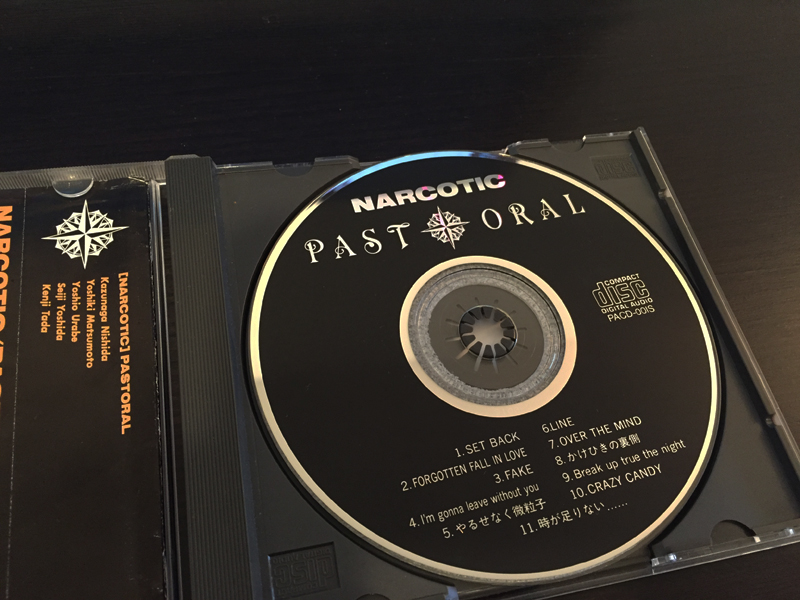 NARCOTIC/PAS
[NARCOTIC] PASTORAL
Kazunaga Nishida
Yoshiki Matsumoto
Yoshio Urabe
Seiji Yoshida
Kenji Tada
NARCOTIC
PAST ORAL
COMPACT
disc
DIGITAL AUDIO
PACD-001S
1. SET BACK
2. FORGOTTEN FALL IN LOVE
3. FAKE
4. I'm gonna leave without you
5. やるせなく微粒子
6.LINE
7. OVER THE MIND
8. かけひきの裏側
9. Break up true the night
10. CRAZY CANDY
11. 時が足りない……